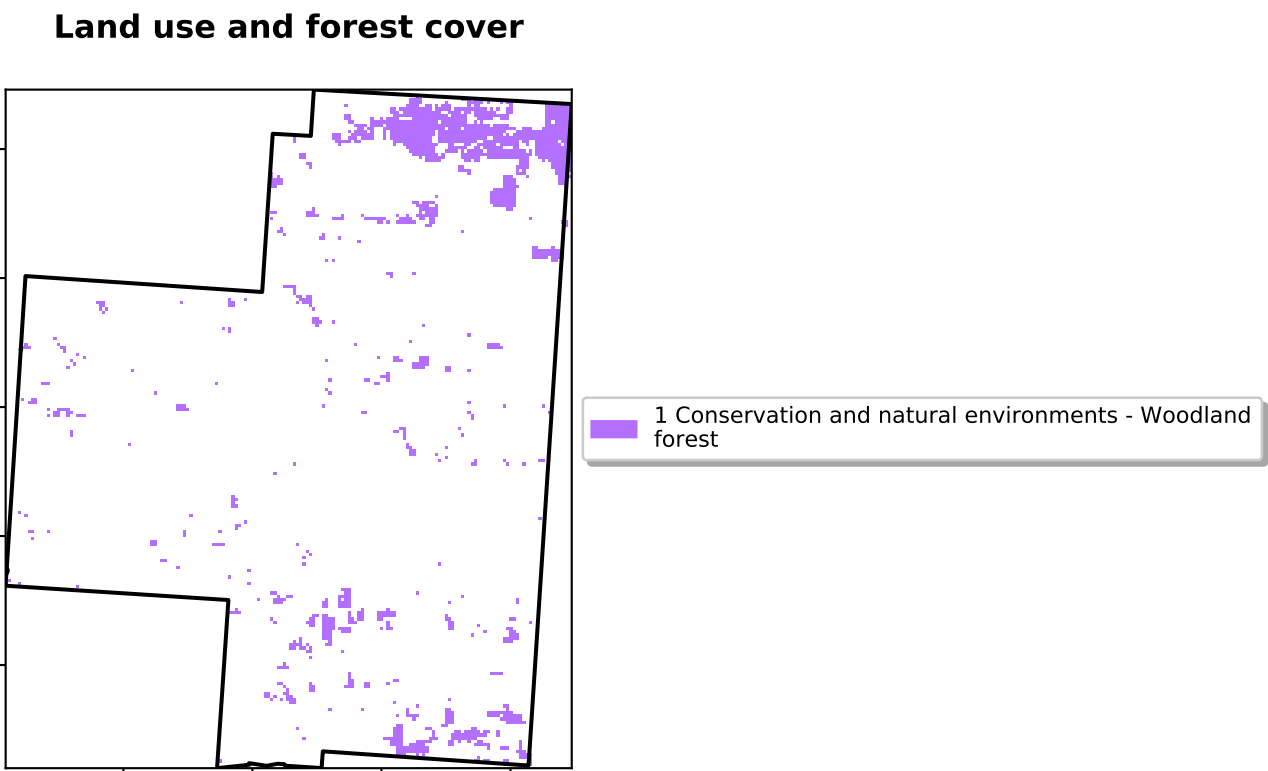 Land use and forest cover
1 Conservation and natural environments - Woodland
forest